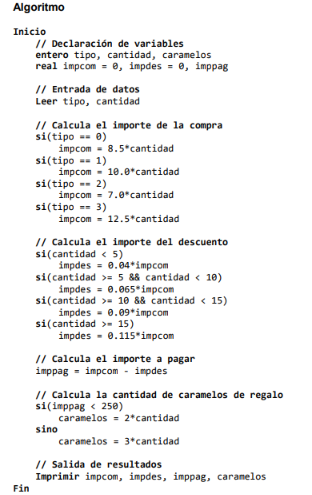 Algoritmo
Inicio
// Declaración de variables
entero tipo, cantidad, caramelos
real impcom = 0, impdes = 0, imppag
// Entrada de datos
Leer tipo, cantidad
// Calcula el importe de la compra
si(tipo == 0)
impcom = 8.5*cantidad
si(tipo == 1)
impcom = 10.0*cantidad
si(tipo == 2)
impcom = 7.0*cantidad
si(tipo == 3)
impcom = 12.5*cantidad
// Calcula el importe del descuento
si(cantidad < 5)
impdes = 0.04*impcom
si(cantidad >= 5 && cantidad < 10)
impdes = 0.065*impcom
si(cantidad >= 10 && cantidad < 15)
impdes = 0.09*impcom
si(cantidad >= 15)
impdes = 0.115*impcom
// Calcula el importe a pagar
imppag = impcom - impdes
// Calcula la cantidad de caramelos de regalo
si(imppag < 250)
caramelos = 2*cantidad
sino
caramelos = 3*cantidad
// Salida de resultados
Imprimir impcom, impdes, imppag, caramelos
Fin